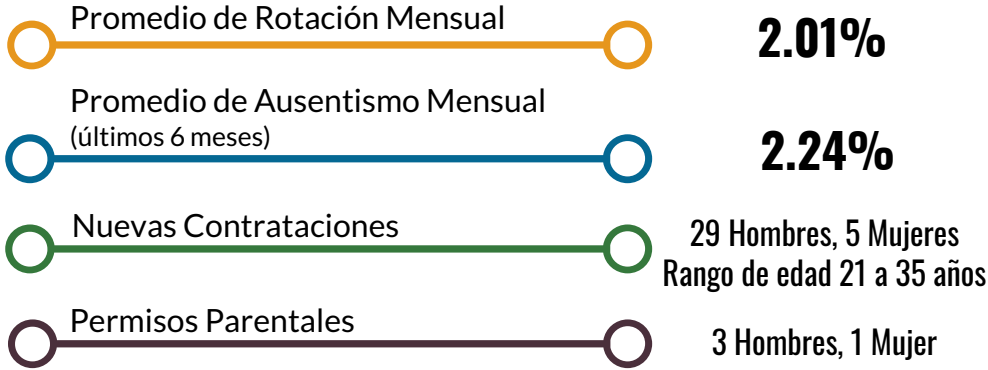 Promedio de Rotación Mensual
2.01%
Promedio de Ausentismo Mensual
(últimos 6 meses)
2.24%
Nuevas Contrataciones
29 Hombres, 5 Mujeres
Rango de edad 21 a 35 años
Permisos Parentales
3 Hombres, 1 Mujer